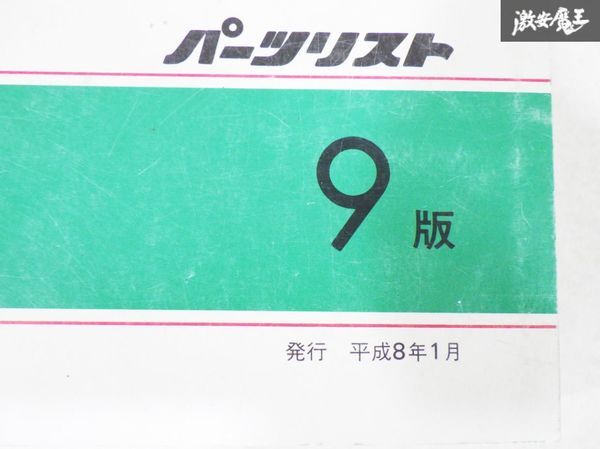 激安魔王
パーツリスト
9版
発行 平成8年1月